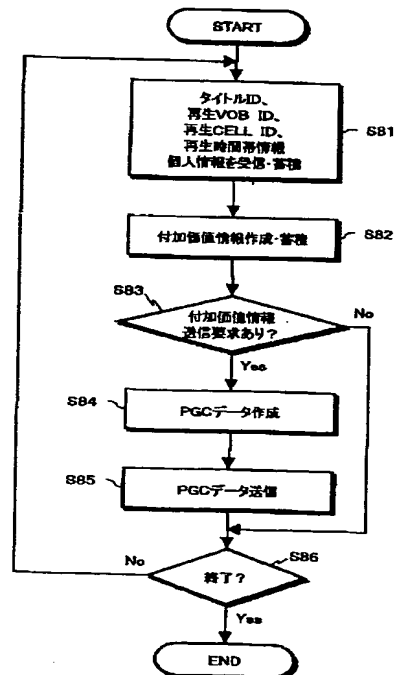 START
タイトルID、
再生VOB ID、
再生CELL ID、
再生時間帯情報
個人情報を受信・蓄積
S81
付加価値情報作成・蓄積
S82
S83
付加価値情報
送信要求あり?
No
Yes
S84
PGCデータ作成
S85
PGCデータ送信
S86
No
終了?
Yes
END